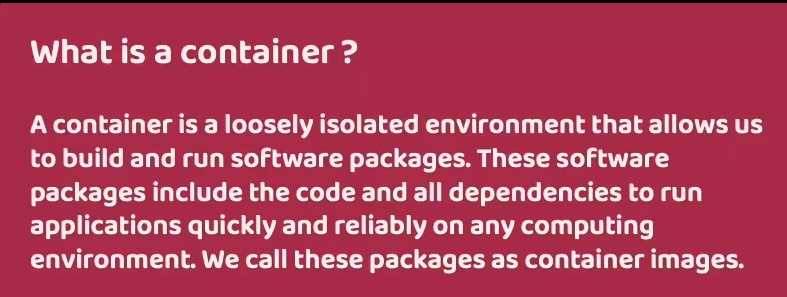 What is a container ?
A container is a loosely isolated environment that allows us
to build and run software packages. These software
packages include the code and all dependencies to run
applications quickly and reliably on any computing
environment. We call these packages as container images.